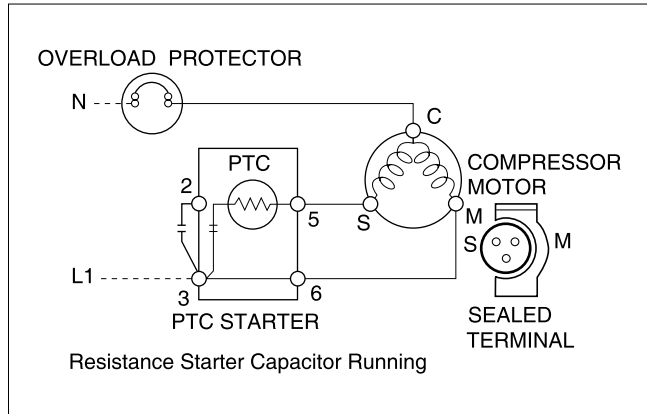 OVERLOAD PROTECTOR
N
C
PTC
COMPRESSOR
MOTOR
2
5
S
M
S
M
L1
3
6
PTC STARTER
SEALED
TERMINAL
Resistance Starter Capacitor Running